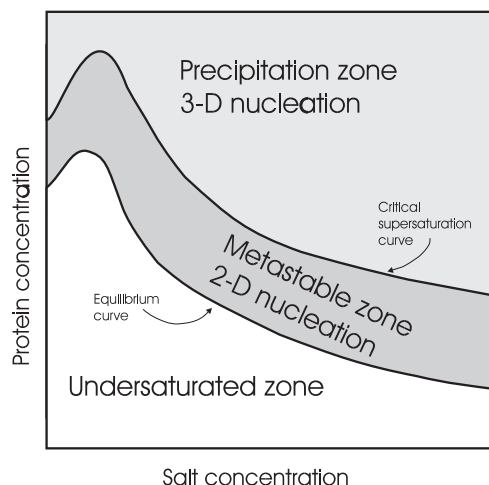 Precipitation zone
3-D nucleation
Critical
supersaturation
curve
Metastable zone
2-D nucleation
Equilibrium
curve
Undersaturated zone
Protein concentration
Salt concentration